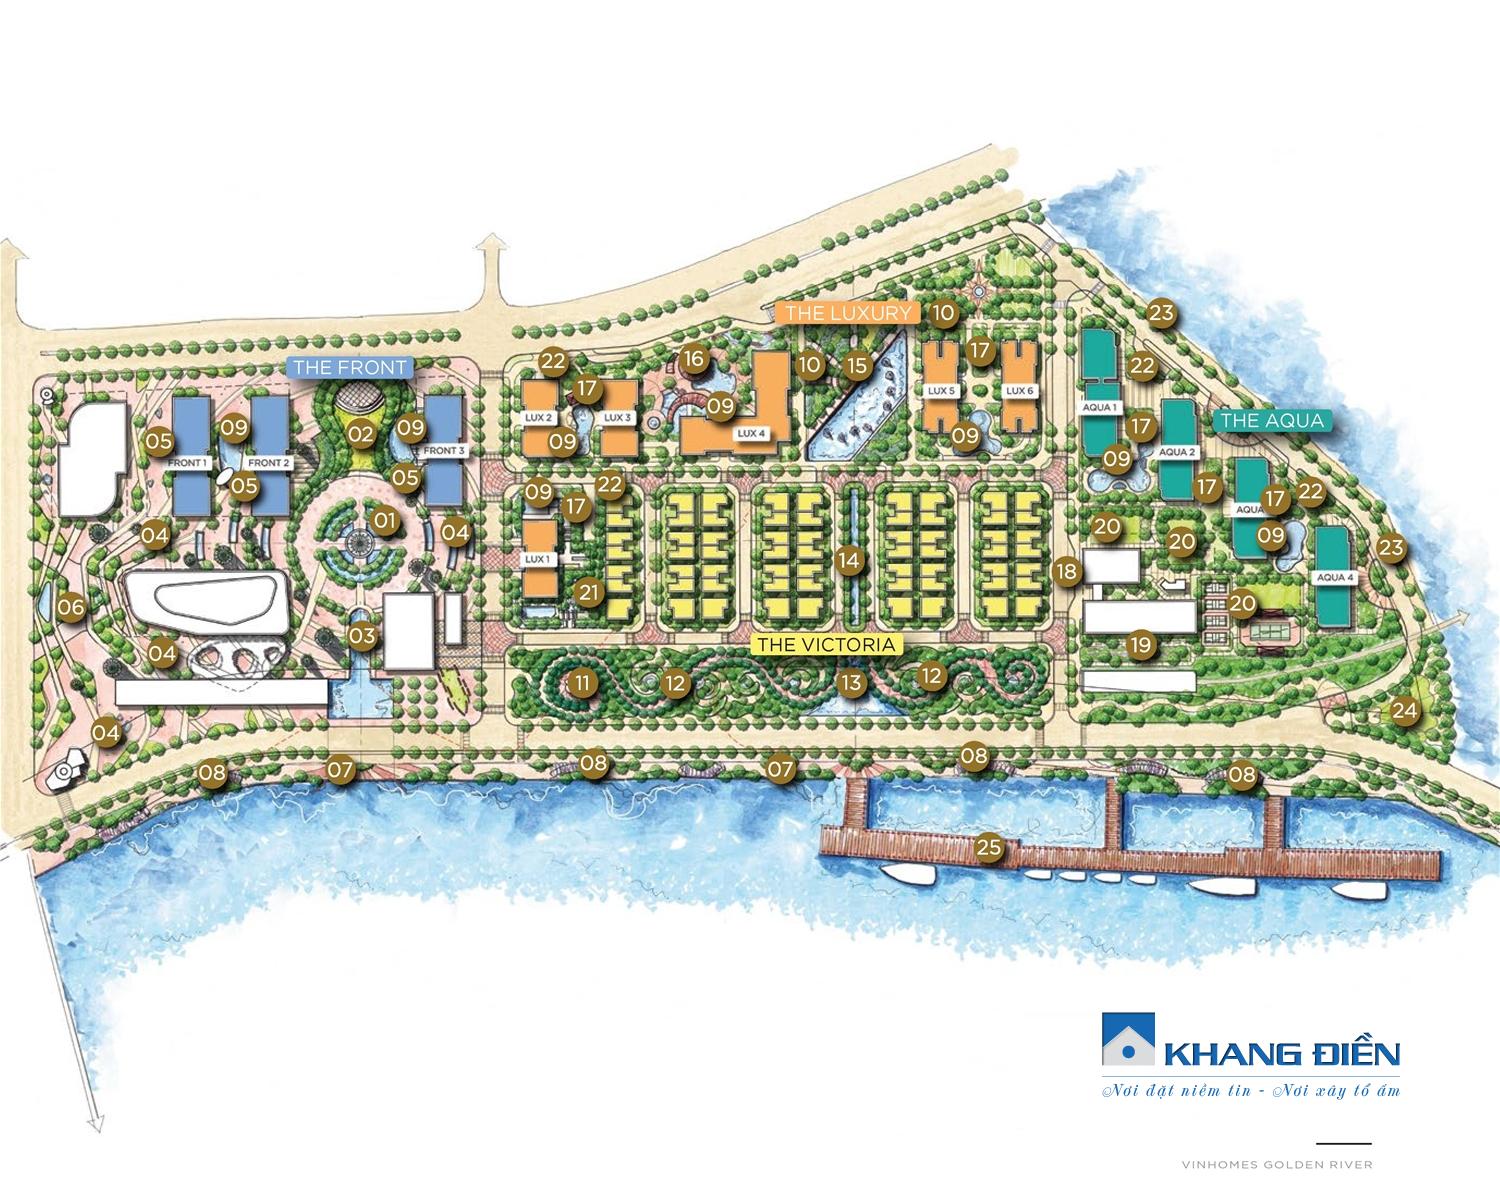 THE LUXURY
10
23
THE FRONT
22
16
10
15
17
22
17
LUX 5
LUX 6
09
AQUA 1
LUX 2
LUX 3
LUX 4
09
05
09
02
09
FRONT 1
FRONT 2
FRONT 3
05
05
09
17
THE AQUA
AQUA 2
09
09
22
17
01
04
04
LUX 1
21
14
17
17
22
AQUA
09
20
20
23
18
AQUA 4
20
06
03
04
THE VICTORIA
19
11
12
13
12
24
04
08
07
08
07
08
08
25
KHANG ĐIỀN
Nơi đặt niềm tin - Nơi xây tổ ấm
VINHOMES GOLDEN RIVER